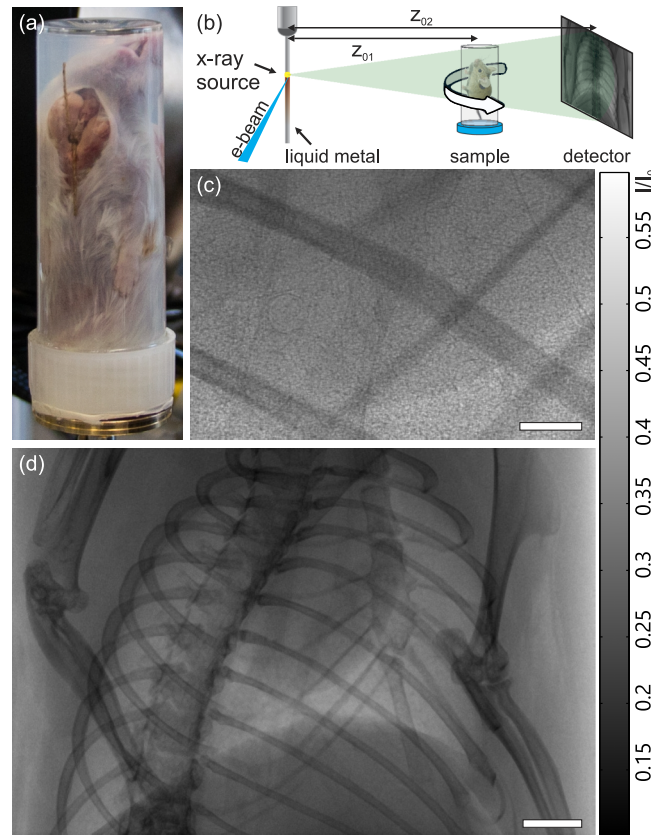 (a)
(b)
z02
z01
x-ray
source
e-beam
liquid metal
sample
detector
(c)
I/I0
0.55
0.5
0.45
0.4
0.35
0.3
0.25
0.2
0.15
(d)